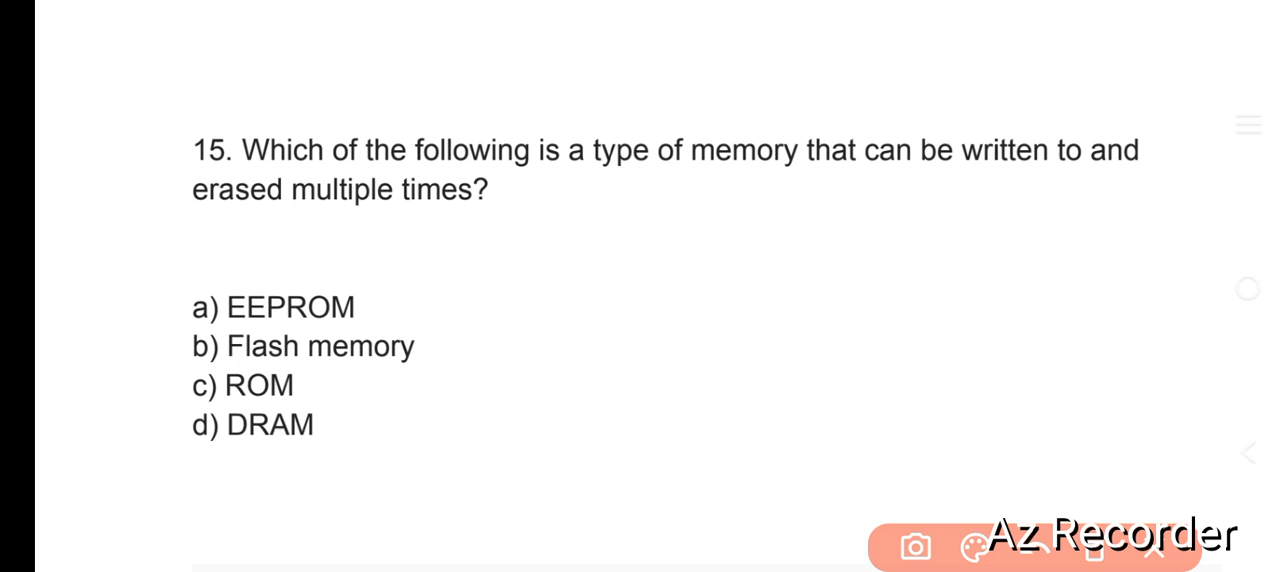 15. Which of the following is a type of memory that can be written to and
erased multiple times?
a) EEPROM
b) Flash memory
c) ROM
d) DRAM
Az Recorder